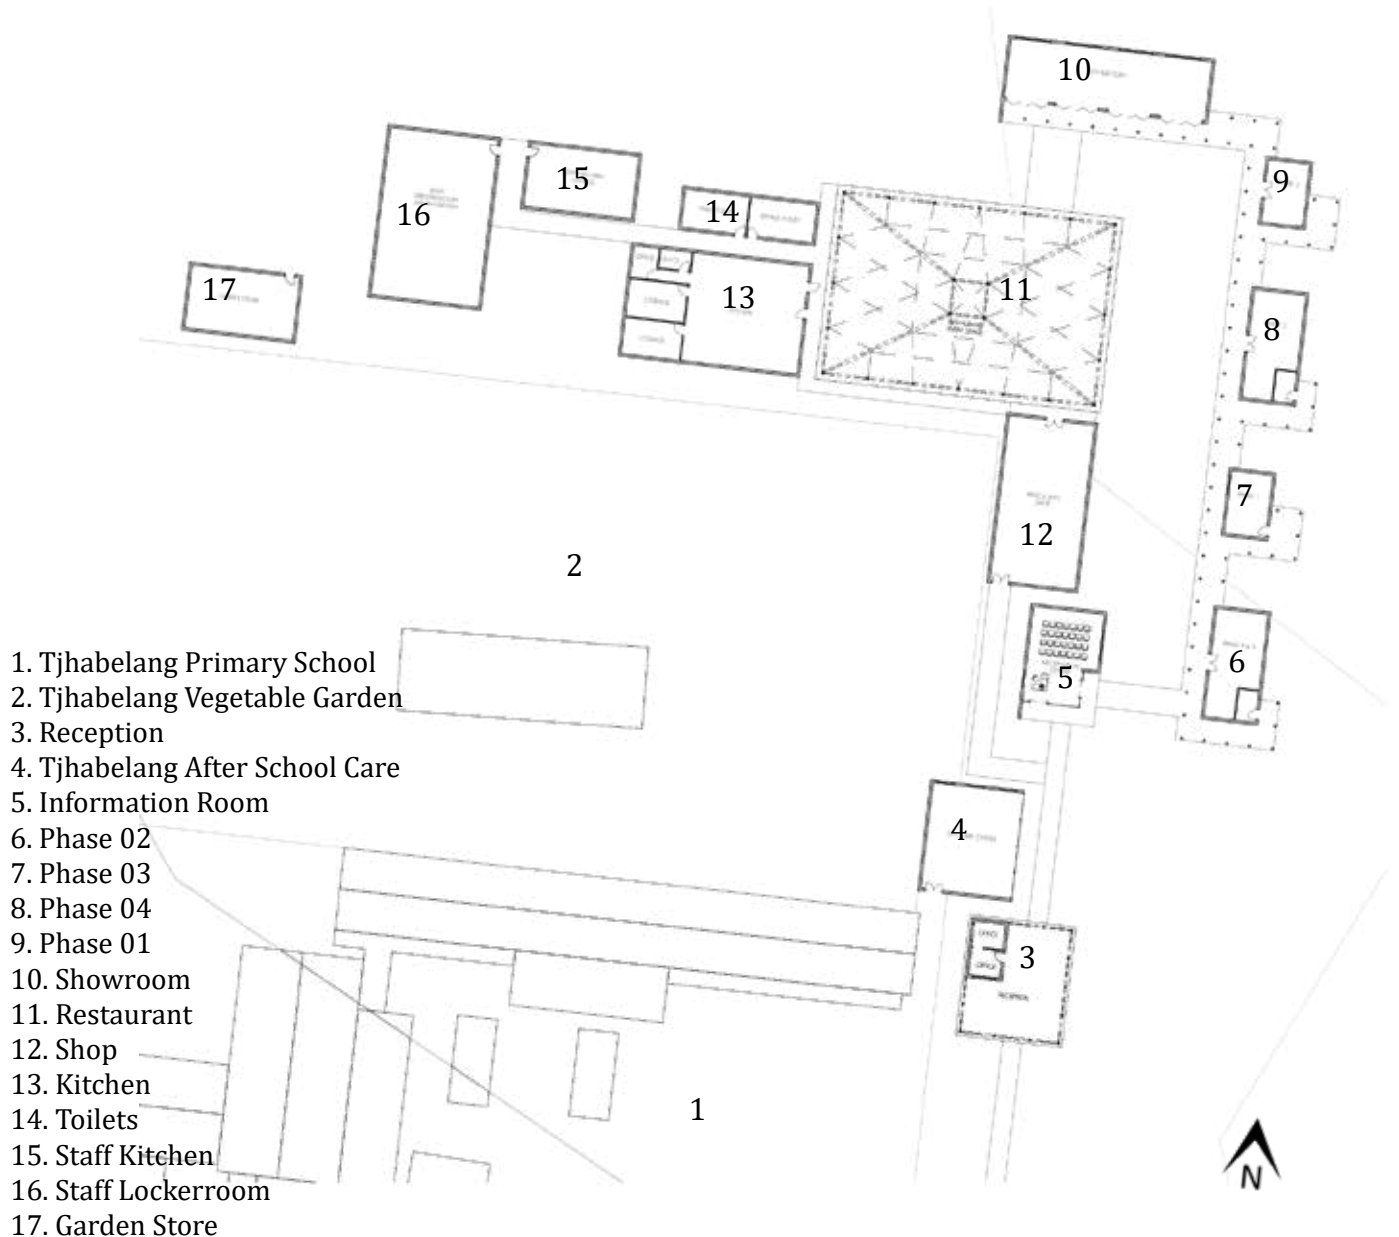 10
9
15
14
16
11
17
13
8
7
12
2
6
5
1. Tjhabelang Primary School
2. Tjhabelang Vegetable Garden
3. Reception
4. Tjhabelang After School Care
5. Information Room
6. Phase 02
7. Phase 03
8. Phase 04
9. Phase 01
10. Showroom
11. Restaurant
12. Shop
13. Kitchen
14. Toilets
15. Staff Kitchen
16. Staff Lockerroom
17. Garden Store
4
OFFICE
3
OFFICE
1
N